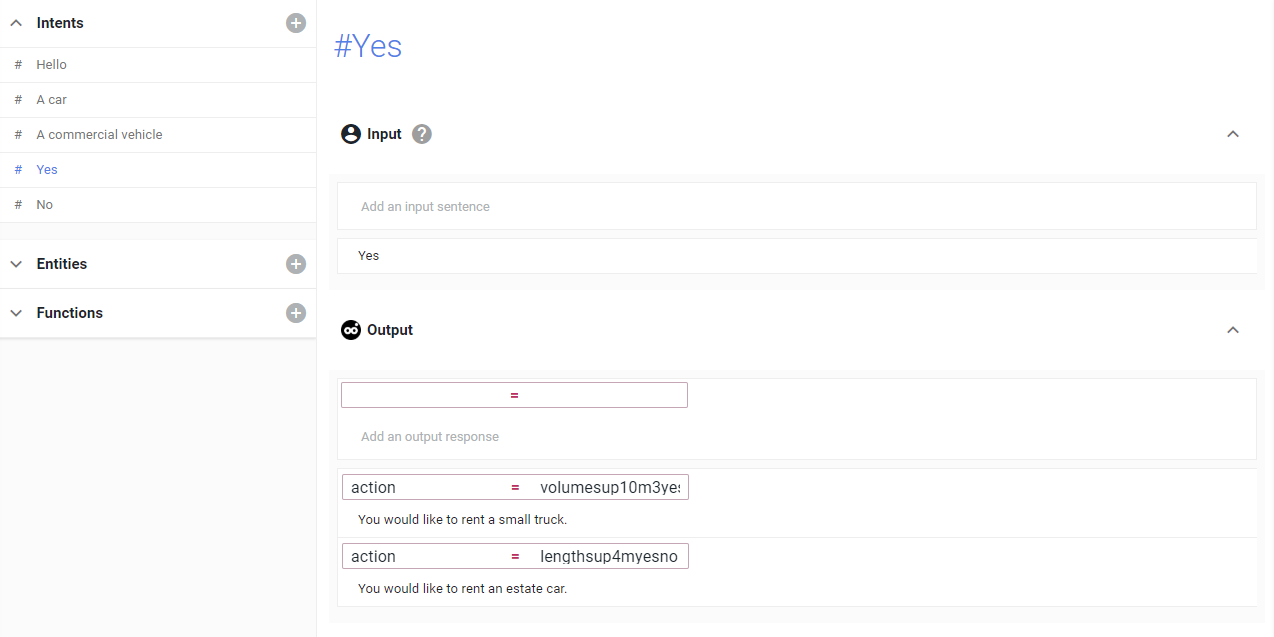 Intents
# Hello
# A car
# A commercial vehicle
# Yes
# No
Entities
Functions
#Yes
Input ?
Add an input sentence
Yes
Output
=
Add an output response
action = volumesup10m3yes
You would like to rent a small truck.
action = lengthsup4myesno
You would like to rent an estate car.